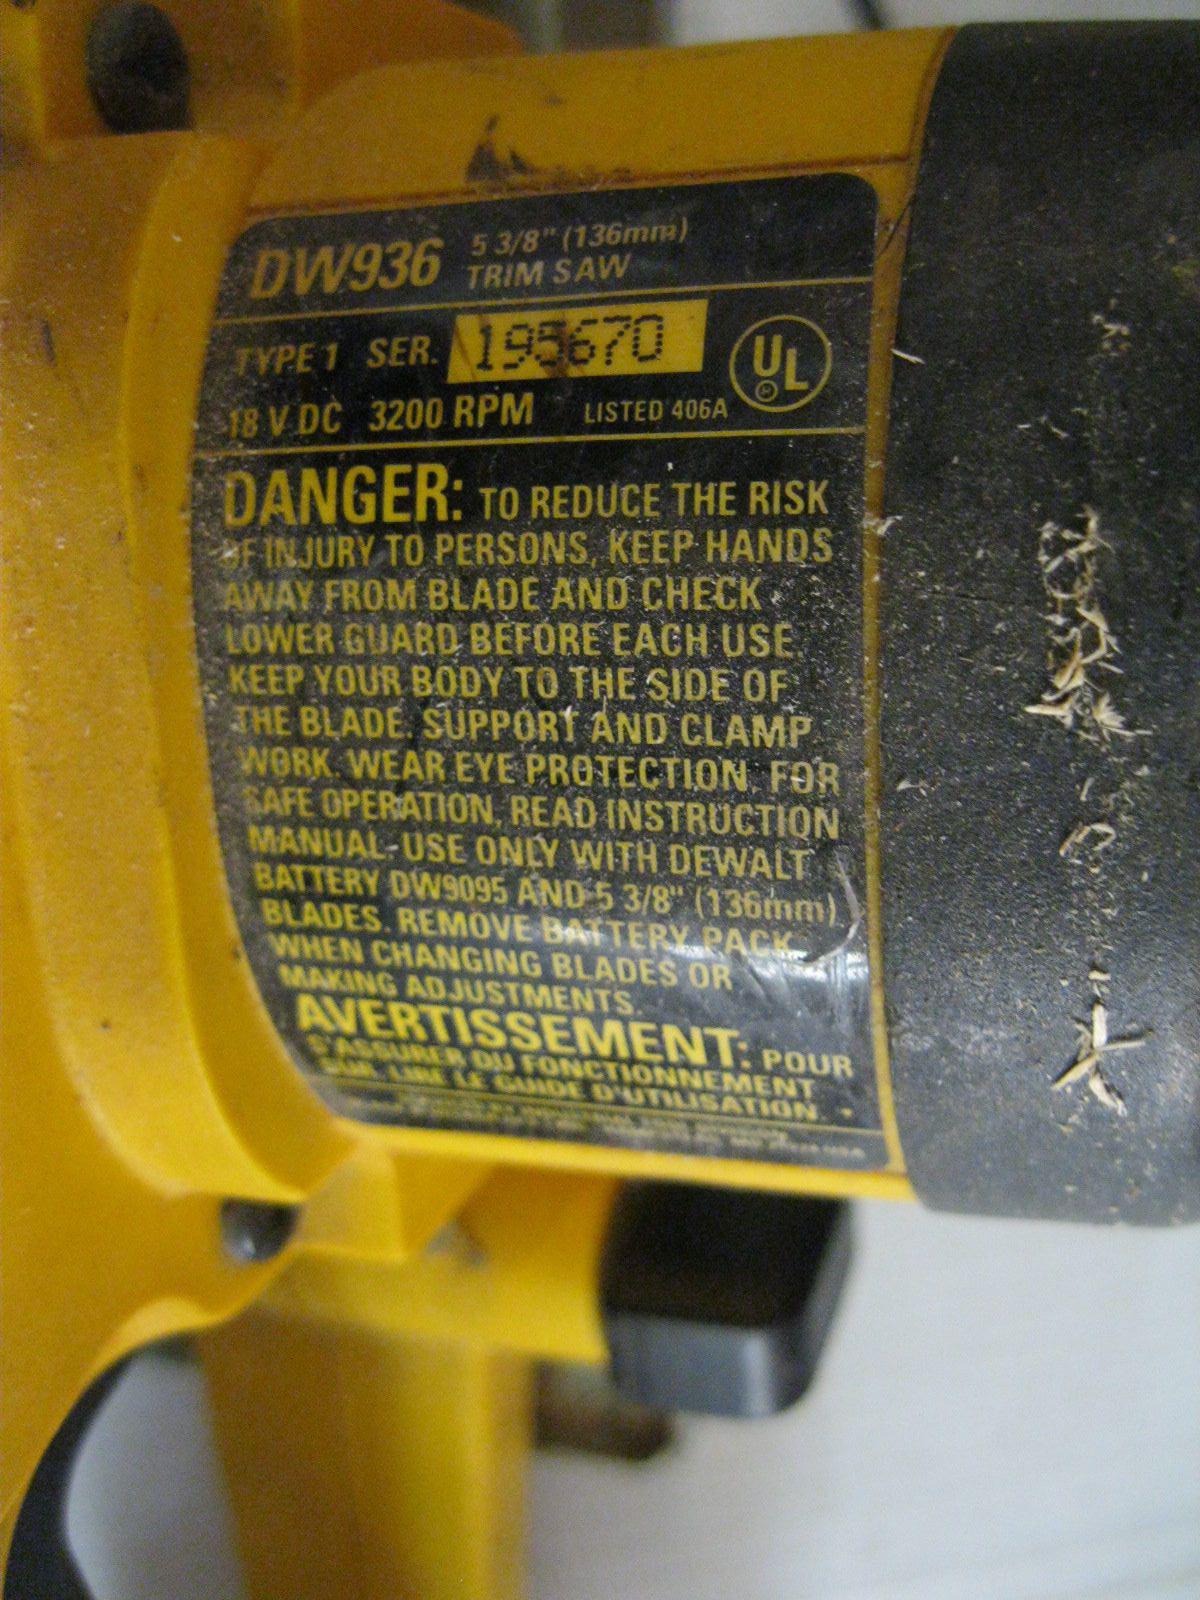 DW936 5 3/8" (136mm)
TRIM SAW
TYPE 1 SER. 195670
UL
18 V DC 3200 RPM LISTED 406A
DANGER: TO REDUCE THE RISK
OF INJURY TO PERSONS, KEEP HANDS
AWAY FROM BLADE AND CHECK
LOWER GUARD BEFORE EACH USE.
KEEP YOUR BODY TO THE SIDE OF
THE BLADE. SUPPORT AND CLAMP
WORK. WEAR EYE PROTECTION. FOR
SAFE OPERATION, READ INSTRUCTION
MANUAL. USE ONLY WITH DEWALT
BATTERY DW9095 AND 5 3/8" (136mm)
BLADES. REMOVE BATTERY PACK
WHEN CHANGING BLADES OR
MAKING ADJUSTMENTS.
AVERTISSEMENT: POUR
S'ASSURER DU FONCTIONNEMENT
SUR, LIRE LE GUIDE D'UTILISATION.